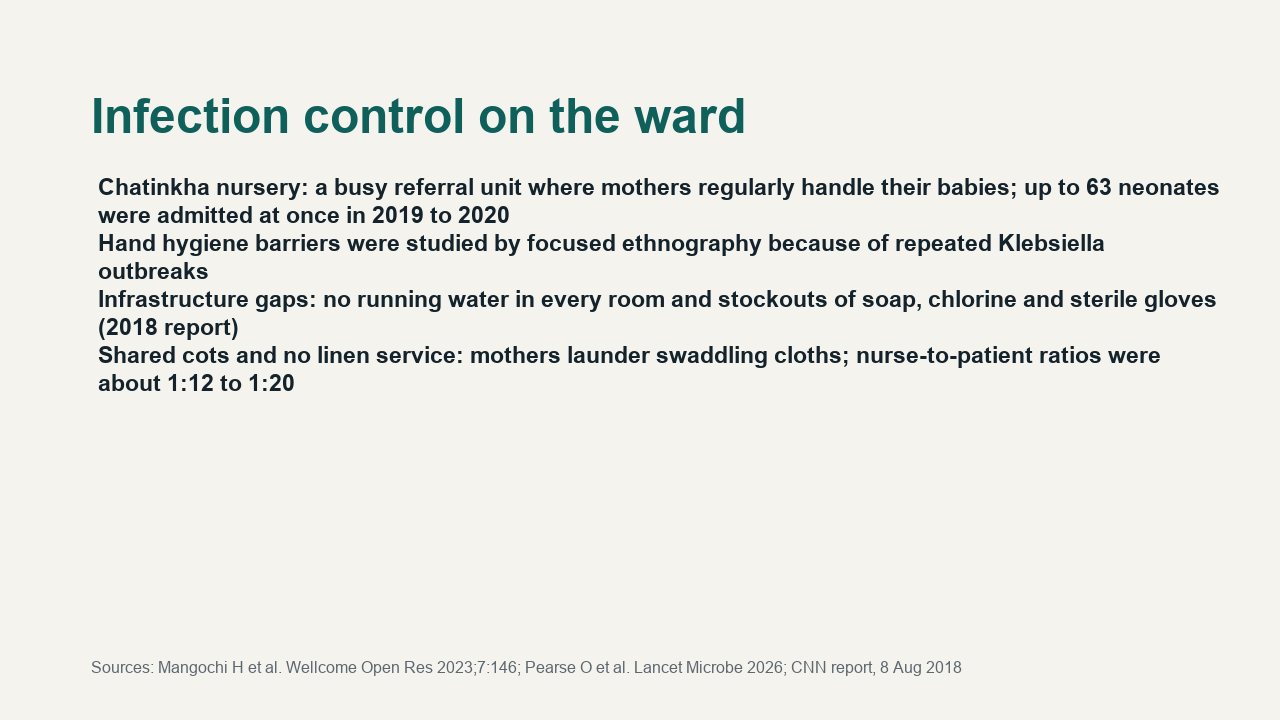 Infection control on the ward
Chatinkha nursery: a busy referral unit where mothers regularly handle their babies; up to 63 neonates
were admitted at once in 2019 to 2020
Hand hygiene barriers were studied by focused ethnography because of repeated Klebsiella
outbreaks
Infrastructure gaps: no running water in every room and stockouts of soap, chlorine and sterile gloves
(2018 report)
Shared cots and no linen service: mothers launder swaddling cloths; nurse-to-patient ratios were
about 1:12 to 1:20
Sources: Mangochi H et al. Wellcome Open Res 2023;7:146; Pearse O et al. Lancet Microbe 2026; CNN report, 8 Aug 2018